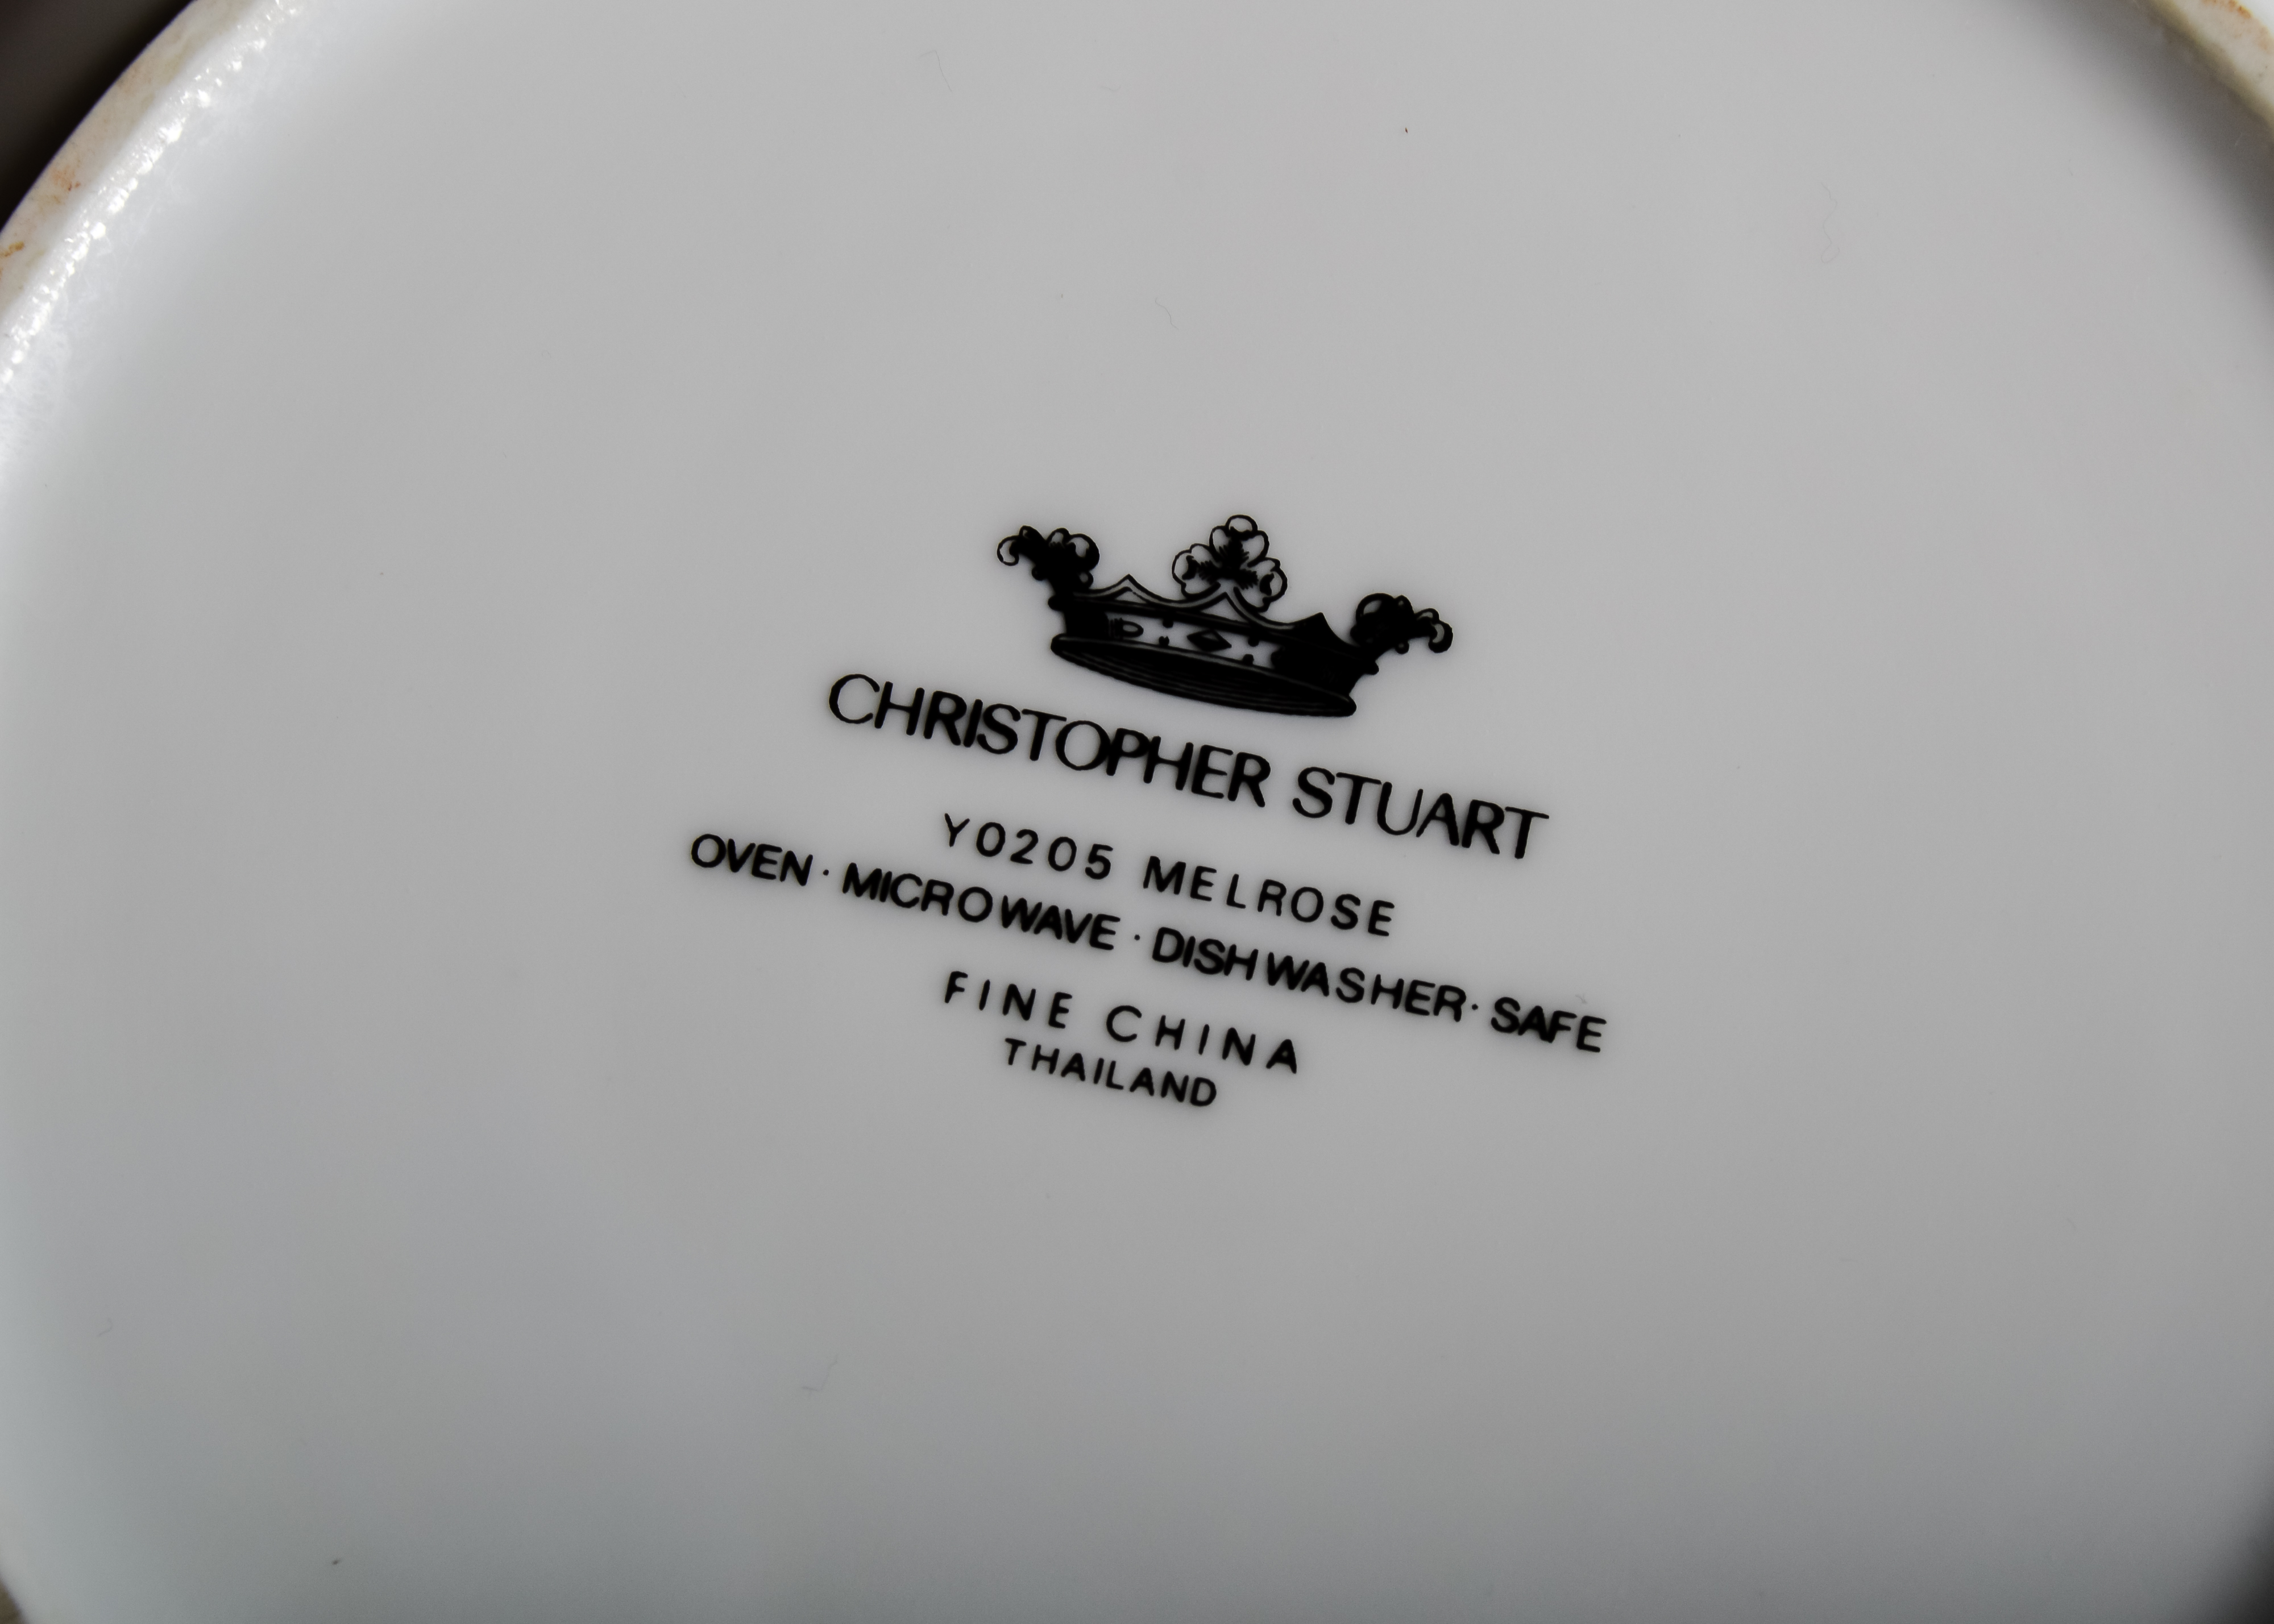 CHRISTOPHER STUART
Y0205 MELROSE
OVEN · MICROWAVE · DISHWASHER · SAFE
FINE CHINA
THAILAND